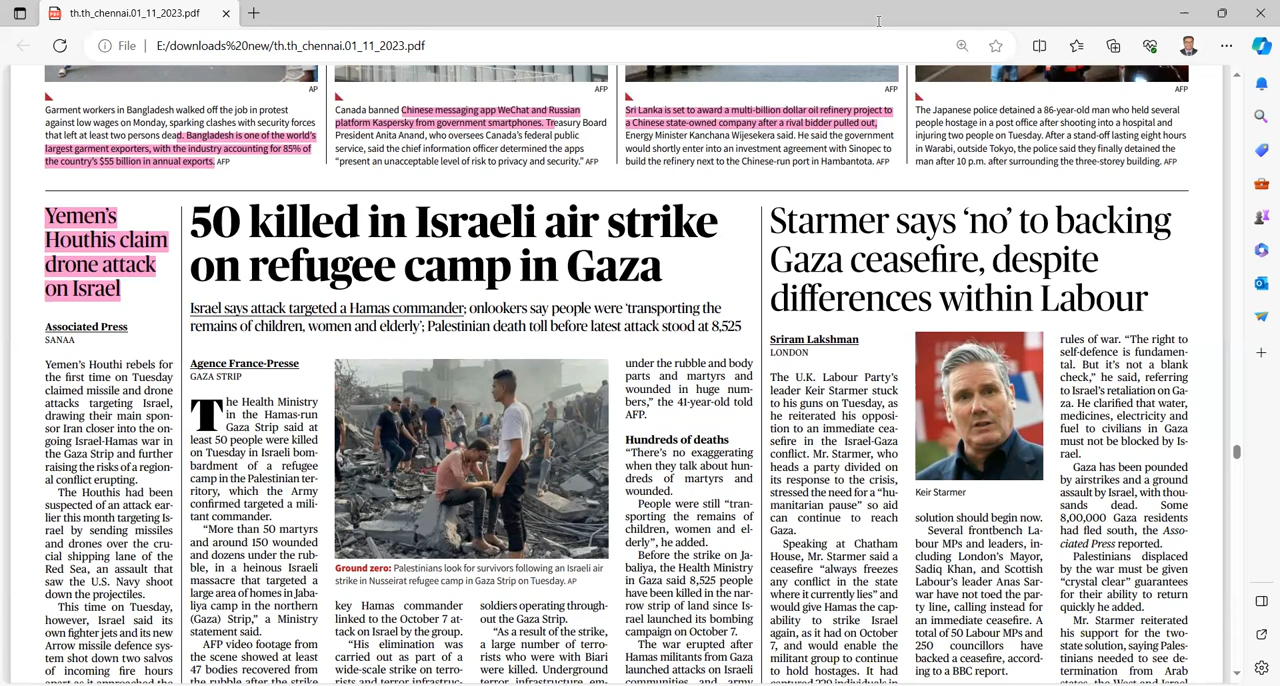 th.th_chennai.01_11_2023.pdf
File
E:/downloads%20new/th.th_chennai.01_11_2023.pdf
AP
Garment workers in Bangladesh walked off the job in protest
against low wages on Monday, sparking clashes with security forces
that left at least two persons dead. Bangladesh is one of the world's
largest garment exporters, with the industry accounting for 85% of
the country's $55 billion in annual exports. AFP
AFP
Canada banned Chinese messaging app WeChat and Russian
platform Kaspersky from government smartphones. Treasury Board
President Anita Anand, who oversees Canada's federal public
service, said the chief information officer determined the apps
“present an unacceptable level of risk to privacy and security.” AFP
AFP
Sri Lanka is set to award a multi-billion dollar oil refinery project to
a Chinese state-owned company after a rival bidder pulled out,
Energy Minister Kanchana Wijesekera said. He said the government
would shortly enter into an investment agreement with Sinopec to
build the refinery next to the Chinese-run port in Hambantota. AFP
AFP
The Japanese police detained a 86-year-old man who held several
people hostage in a post office after shooting into a hospital and
injuring two people on Tuesday. After a stand-off lasting eight hours
in Warabi, outside Tokyo, the police said they finally detained the
man after 10 p.m. after surrounding the three-storey building. AFP
Yemen's
Houthis claim
drone attack
on Israel
Associated Press
SANAA
Yemen's Houthi rebels for
the first time on Tuesday
claimed missile and drone
attacks targeting Israel,
drawing their main spon-
sor Iran closer into the on-
going Israel-Hamas war in
the Gaza Strip and further
raising the risks of a region-
al conflict erupting.
The Houthis had been
suspected of an attack ear-
lier this month targeting Is-
rael by sending missiles
and drones over the cru-
cial shipping lane of the
Red Sea, an assault that
saw the U.S. Navy shoot
down the projectiles.
This time on Tuesday,
however, Israel said its
own fighter jets and its new
Arrow missile defence sys-
tem shot down two salvos
of incoming fire hours
apart as it approached the
50 killed in Israeli air strike
on refugee camp in Gaza
Israel says attack targeted a Hamas commander; onlookers say people were ‘transporting the
remains of children, women and elderly’; Palestinian death toll before latest attack stood at 8,525
Agence France-Presse
GAZA STRIP
The Health Ministry
in the Hamas-run
Gaza Strip said at
least 50 people were killed
on Tuesday in Israeli bom-
bardment of a refugee
camp in the Palestinian ter-
ritory, which the Army
confirmed targeted a mili-
tant commander.
“More than 50 martyrs
and around 150 wounded
and dozens under the rub-
ble, in a heinous Israeli
massacre that targeted a
large area of homes in Jaba-
liya camp in the northern
(Gaza) Strip,” a Ministry
statement said.
AFP video footage from
the scene showed at least
47 bodies recovered from
the rubble after the strike
Ground zero: Palestinians look for survivors following an Israeli air
strike in Nusseirat refugee camp in Gaza Strip on Tuesday. AP
key Hamas commander
linked to the October 7 at-
tack on Israel by the group.
“His elimination was
carried out as part of a
wide-scale strike on terro-
rists and terror infrastruc-
soldiers operating through-
out the Gaza Strip.
“As a result of the strike,
a large number of terro-
rists who were with Biari
were killed. Underground
terror infrastructure em-
under the rubble and body
parts and martyrs and
wounded in huge num-
bers,” the 41-year-old told
AFP.
Hundreds of deaths
“There's no exaggerating
when they talk about hun-
dreds of martyrs and
wounded.
People were still “tran-
sporting the remains of
children, women and el-
derly”, he added.
Before the strike on Ja-
baliya, the Health Ministry
in Gaza said 8,525 people
have been killed in the nar-
row strip of land since Is-
rael launched its bombing
campaign on October 7.
The war erupted after
Hamas militants from Gaza
launched attacks on Israeli
communities and army
Starmer says ‘no’ to backing
Gaza ceasefire, despite
differences within Labour
Sriram Lakshman
LONDON
The U.K. Labour Party's
leader Keir Starmer stuck
to his guns on Tuesday, as
he reiterated his opposi-
tion to an immediate cea-
sefire in the Israel-Gaza
conflict. Mr. Starmer, who
heads a party divided on
its response to the crisis,
stressed the need for a “hu-
manitarian pause” so aid
can continue to reach
Gaza.
Speaking at Chatham
House, Mr. Starmer said a
ceasefire “always freezes
any conflict in the state
where it currently lies” and
would give Hamas the cap-
ability to strike Israel
again, as it had on October
7, and would enable the
militant group to continue
to hold hostages. It had
captured 229 individuals in
Keir Starmer
solution should begin now.
Several frontbench La-
bour MPs and leaders, in-
cluding London's Mayor,
Sadiq Khan, and Scottish
Labour's leader Anas Sar-
war have not toed the par-
ty line, calling instead for
an immediate ceasefire. A
total of 50 Labour MPs and
250 councillors have
backed a ceasefire, accord-
ing to a BBC report.
rules of war. “The right to
self-defence is fundamen-
tal. But it's not a blank
check,” he said, referring
to Israel's retaliation on Ga-
za. He clarified that water,
medicines, electricity and
fuel to civilians in Gaza
must not be blocked by Is-
rael.
Gaza has been pounded
by airstrikes and a ground
assault by Israel, with thou-
sands dead. Some
8,00,000 Gaza residents
had fled south, the Asso-
ciated Press reported.
Palestinians displaced
by the war must be given
“crystal clear” guarantees
for their ability to return
quickly he added.
Mr. Starmer reiterated
his support for the two-
state solution, saying Pal-
estinians needed to see de-
termination from Arab
states, the West and Israel